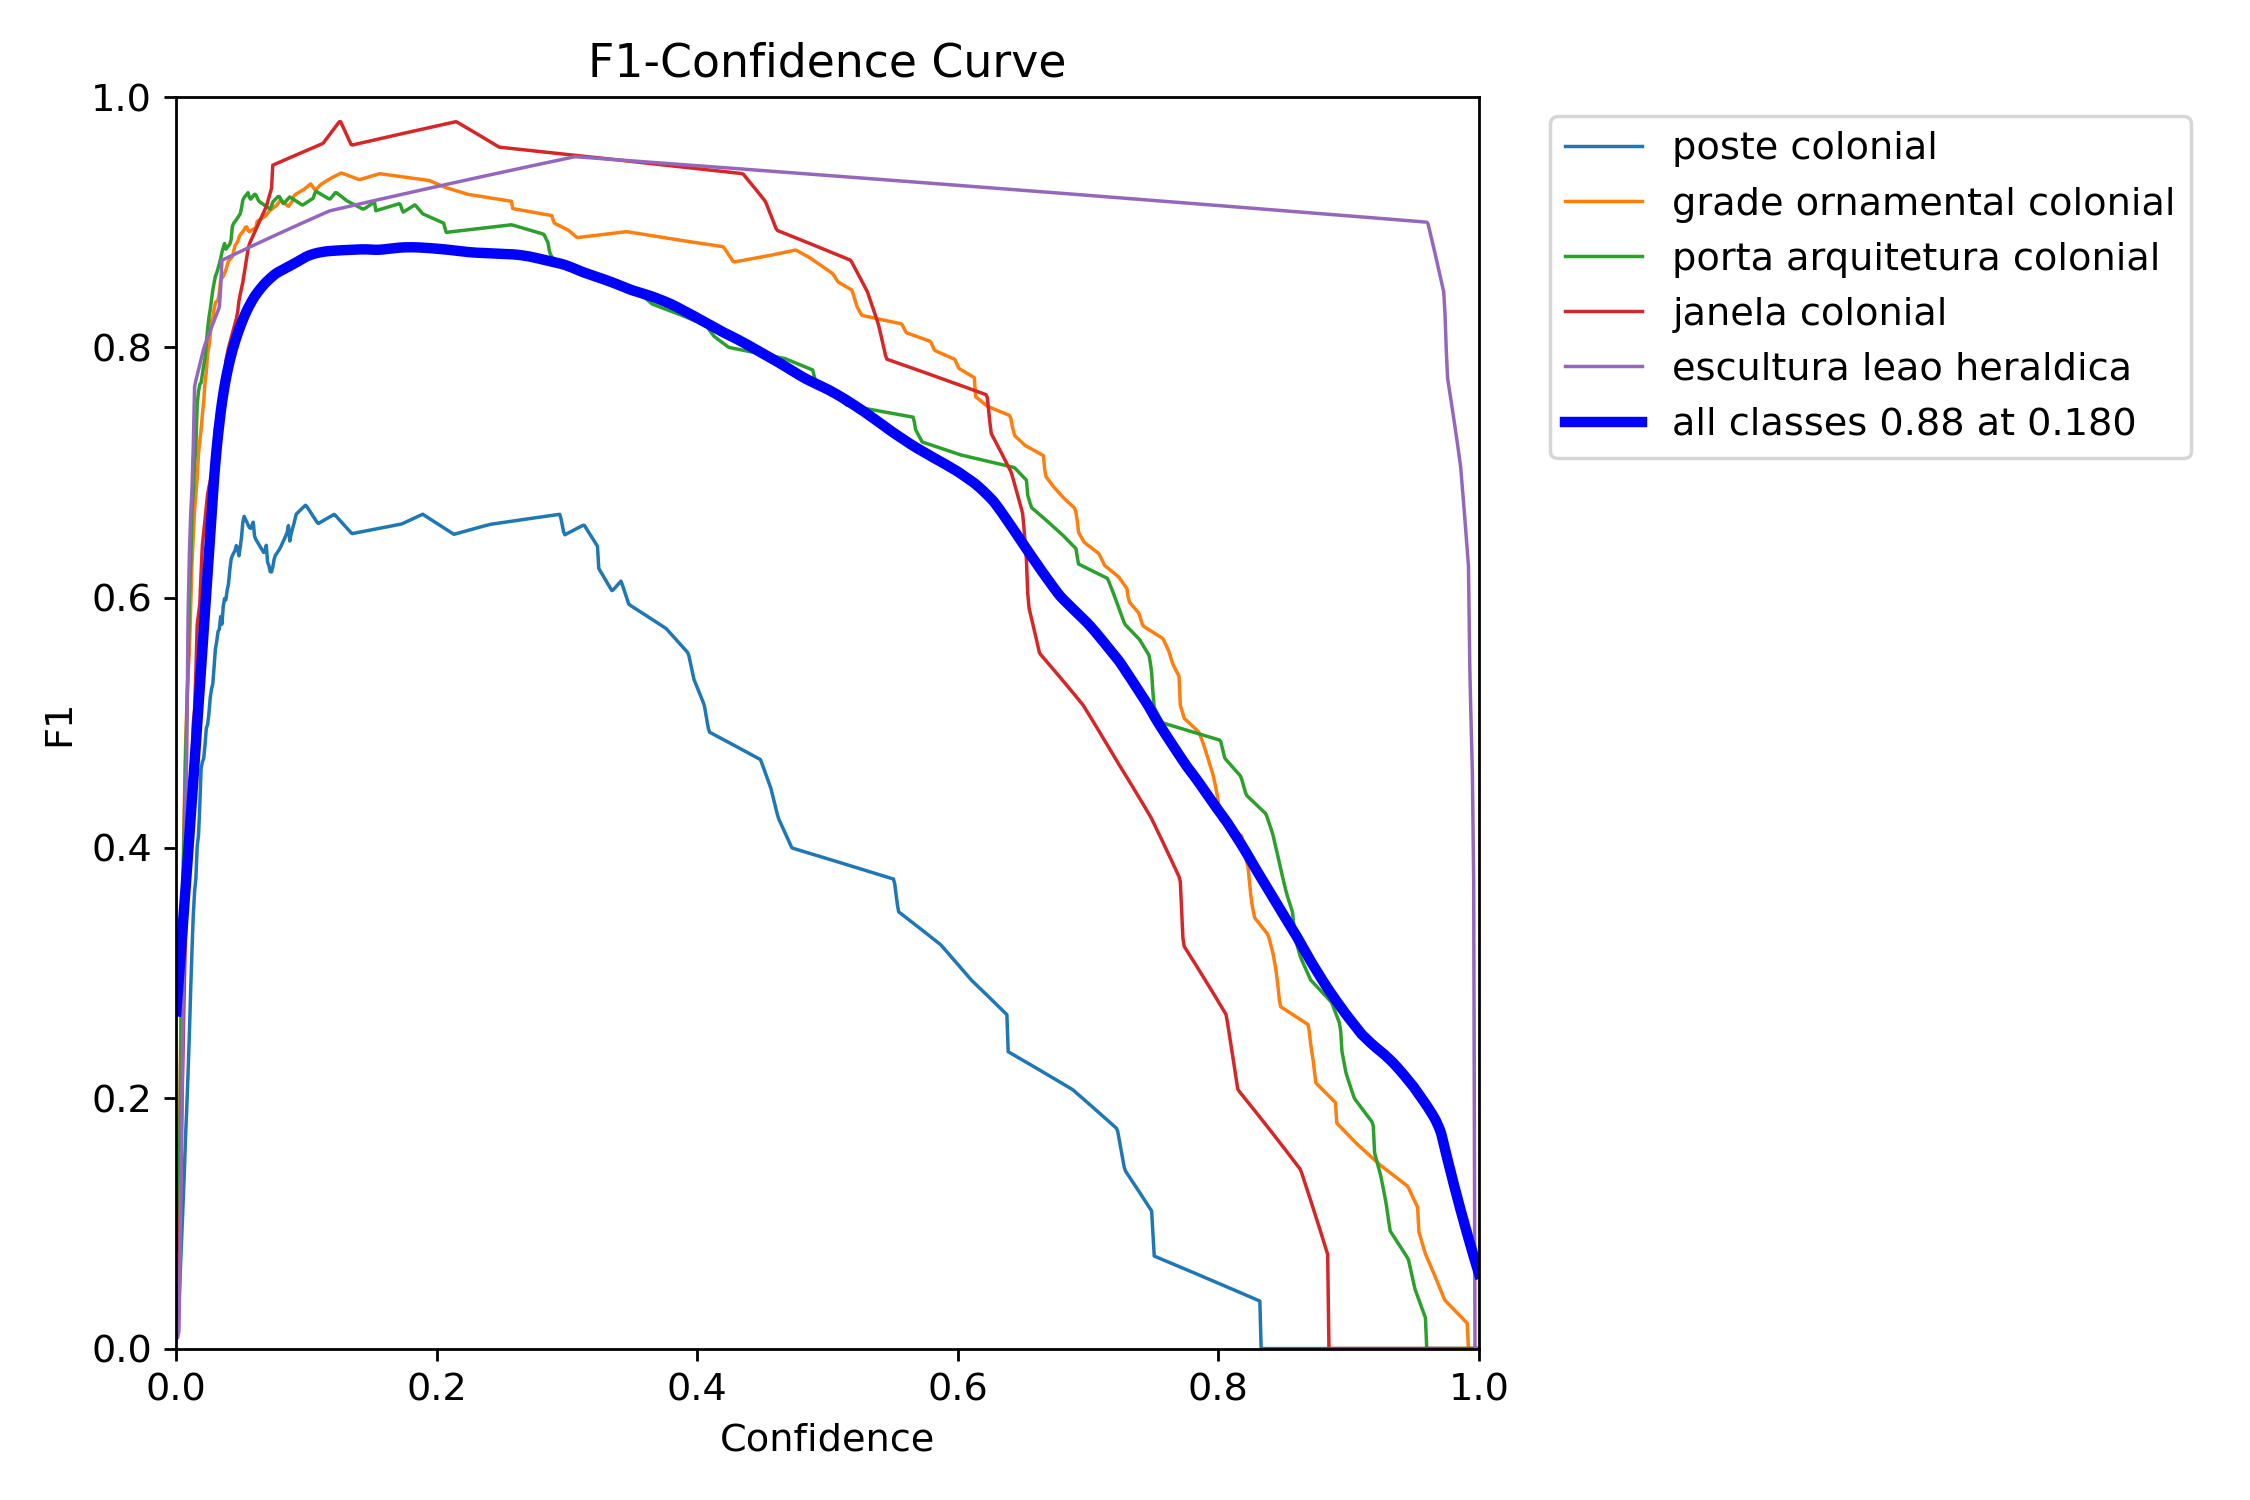 F1-Confidence Curve
1.0
0.8
0.6
0.4
0.2
0.0
F1
0.0 0.2 0.4 0.6 0.8 1.0
Confidence
poste colonial
grade ornamental colonial
porta arquitetura colonial
janela colonial
escultura leao heraldica
all classes 0.88 at 0.180